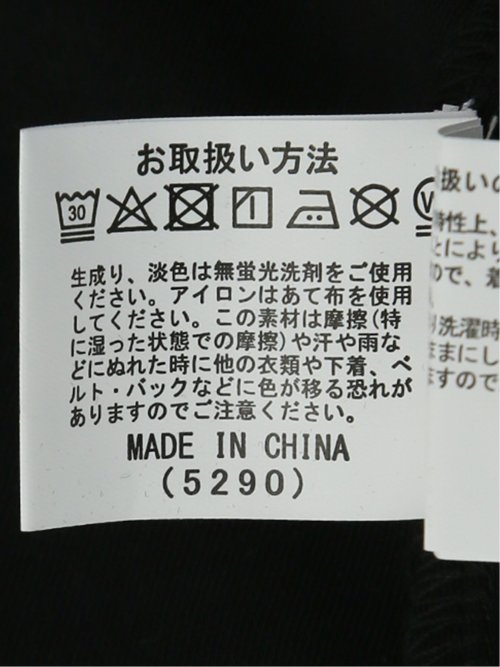 お取扱い方法
30
生成り、淡色は無蛍光洗剤をご使用
ください。アイロンはあて布を使用
してください。この素材は摩擦(特
に湿った状態での摩擦)や汗や雨な
どにぬれた時に他の衣類や下着、ベ
ルト・バックなどに色が移る恐れが
ありますのでご注意ください。
MADE IN CHINA
(5290)
扱い
特性上、
とにより
ので、着
り洗濯時
ままにし
ますので